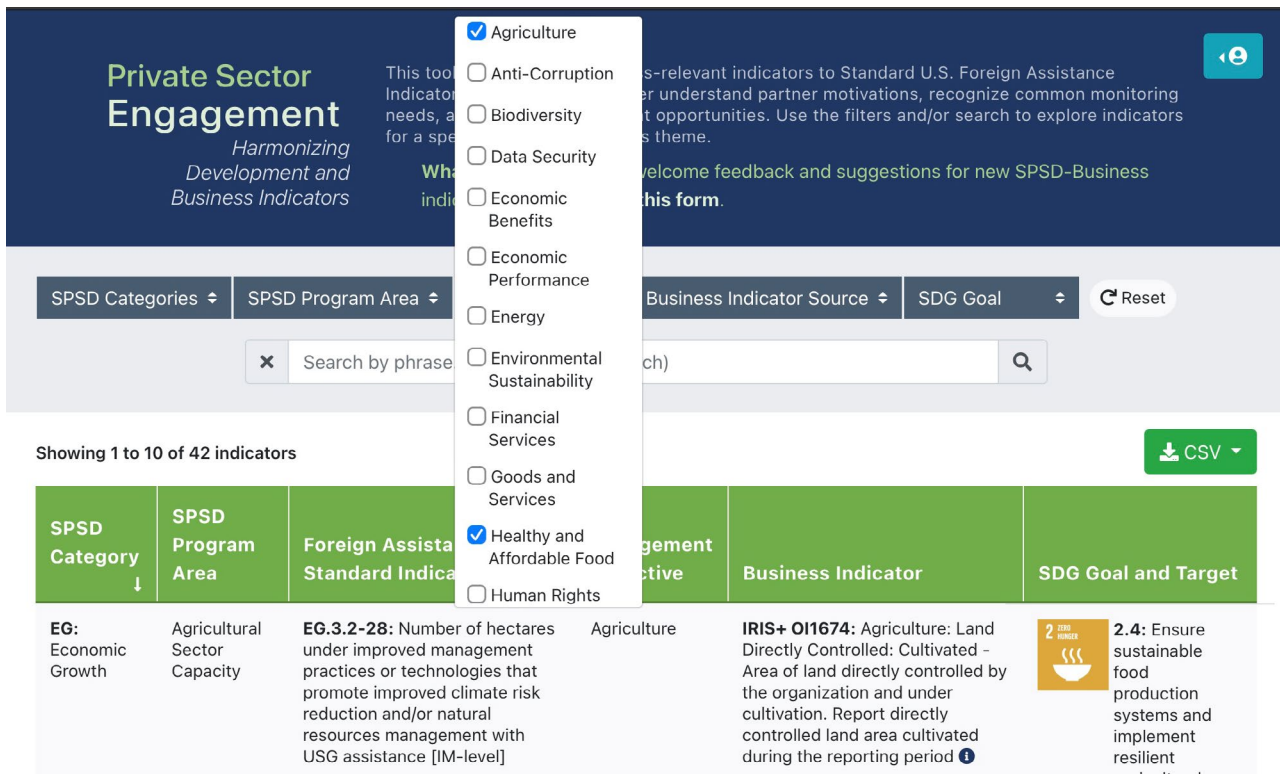 Private Sector
Engagement
Harmonizing
Development and
Business Indicators
This tool
s-relevant indicators to Standard U.S. Foreign Assistance
Indicator
er understand partner motivations, recognize common monitoring
needs, a
t opportunities. Use the filters and/or search to explore indicators
for a spe
s theme.
Wha
elcome feedback and suggestions for new SPSD-Business
indi
this form.
Agriculture
Anti-Corruption
Biodiversity
Data Security
Economic
Benefits
Economic
Performance
Energy
Environmental
Sustainability
Financial
Services
Goods and
Services
Healthy and
Affordable Food
Human Rights
SPSD Categories
SPSD Program Area
Business Indicator Source
SDG Goal
Reset
Search by phrase
ch)
Showing 1 to 10 of 42 indicators
CSV
SPSD
Category
SPSD
Program
Area
Foreign Assista
Standard Indica
gement
ctive
Business Indicator
SDG Goal and Target
EG:
Economic
Growth
Agricultural
Sector
Capacity
EG.3.2-28: Number of hectares
under improved management
practices or technologies that
promote improved climate risk
reduction and/or natural
resources management with
USG assistance [IM-level]
Agriculture
IRIS+ OI1674: Agriculture: Land
Directly Controlled: Cultivated -
Area of land directly controlled by
the organization and under
cultivation. Report directly
controlled land area cultivated
during the reporting period
2 ZERO
HUNGER
2.4: Ensure
sustainable
food
production
systems and
implement
resilient